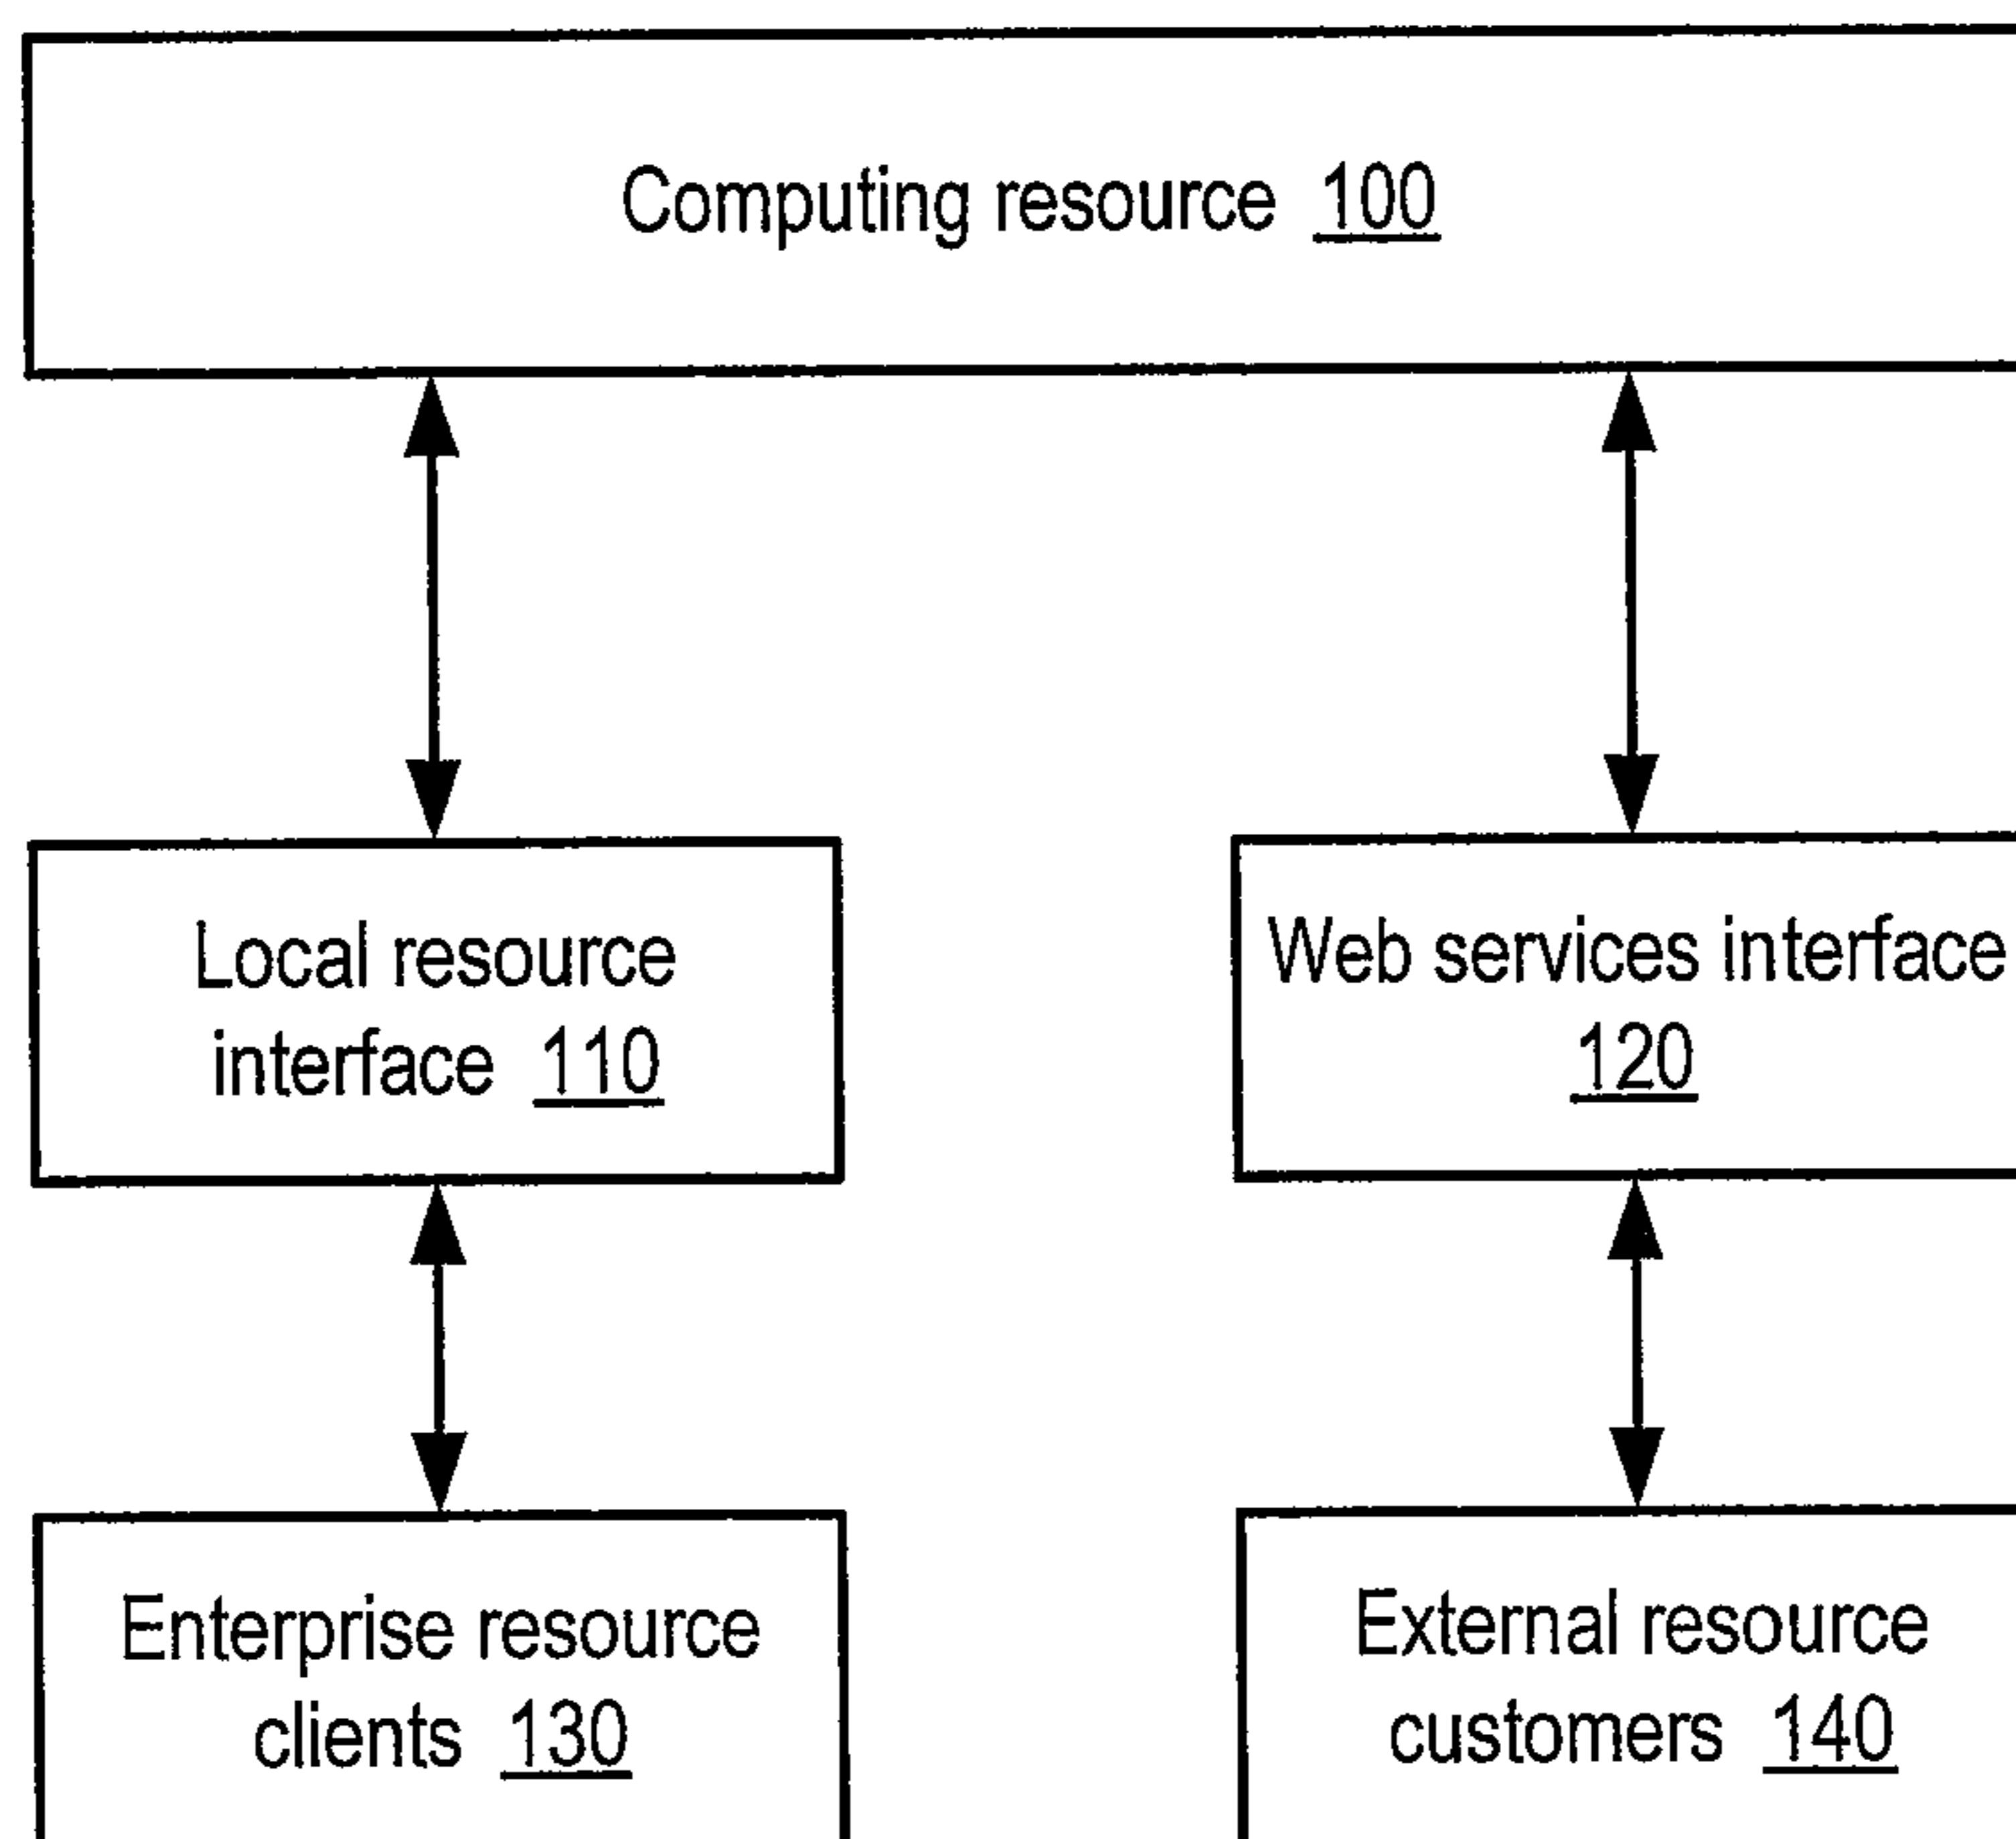 Computing resource 100
Local resource
interface 110
Web services interface
120
Enterprise resource
clients 130
External resource
customers 140